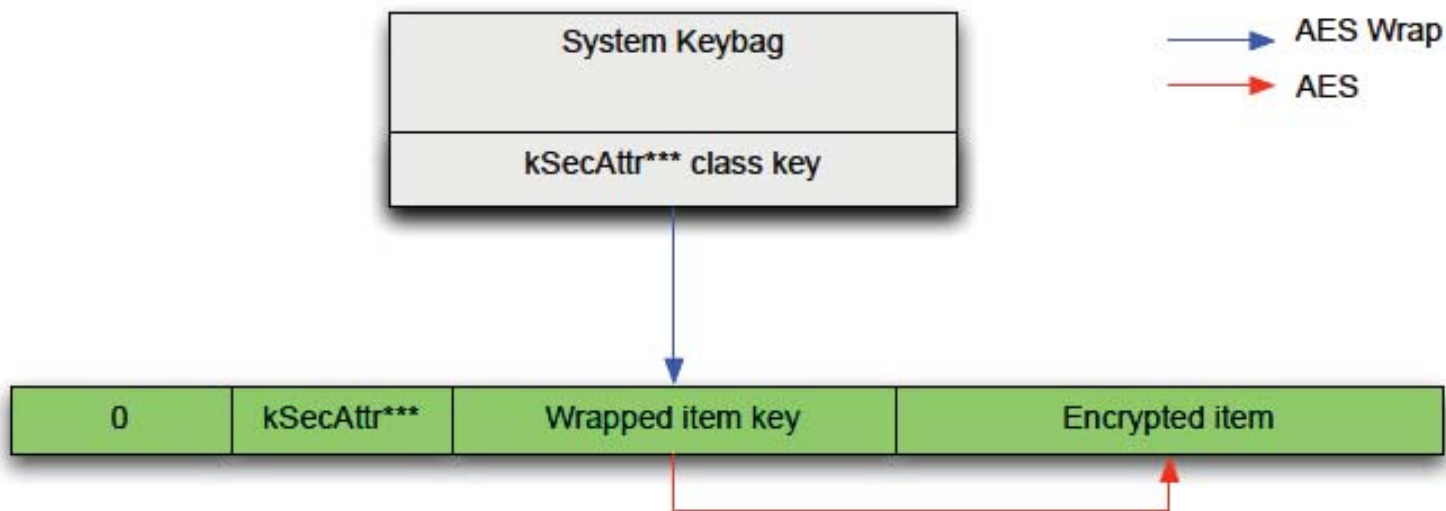 System Keybag
kSecAttr*** class key
AES Wrap
AES
0
kSecAttr***
Wrapped item key
Encrypted item